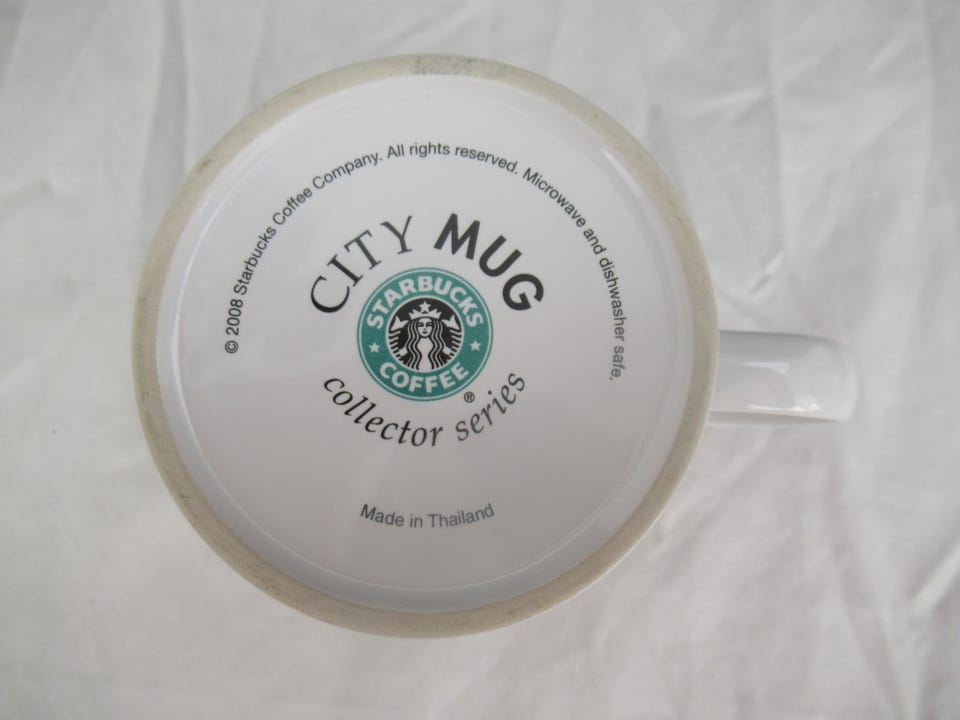 © 2008 Starbucks Coffee Company. All rights reserved. Microwave and dishwasher safe.
CITY MUG
STARBUCKS
COFFEE
®
collector series
Made in Thailand